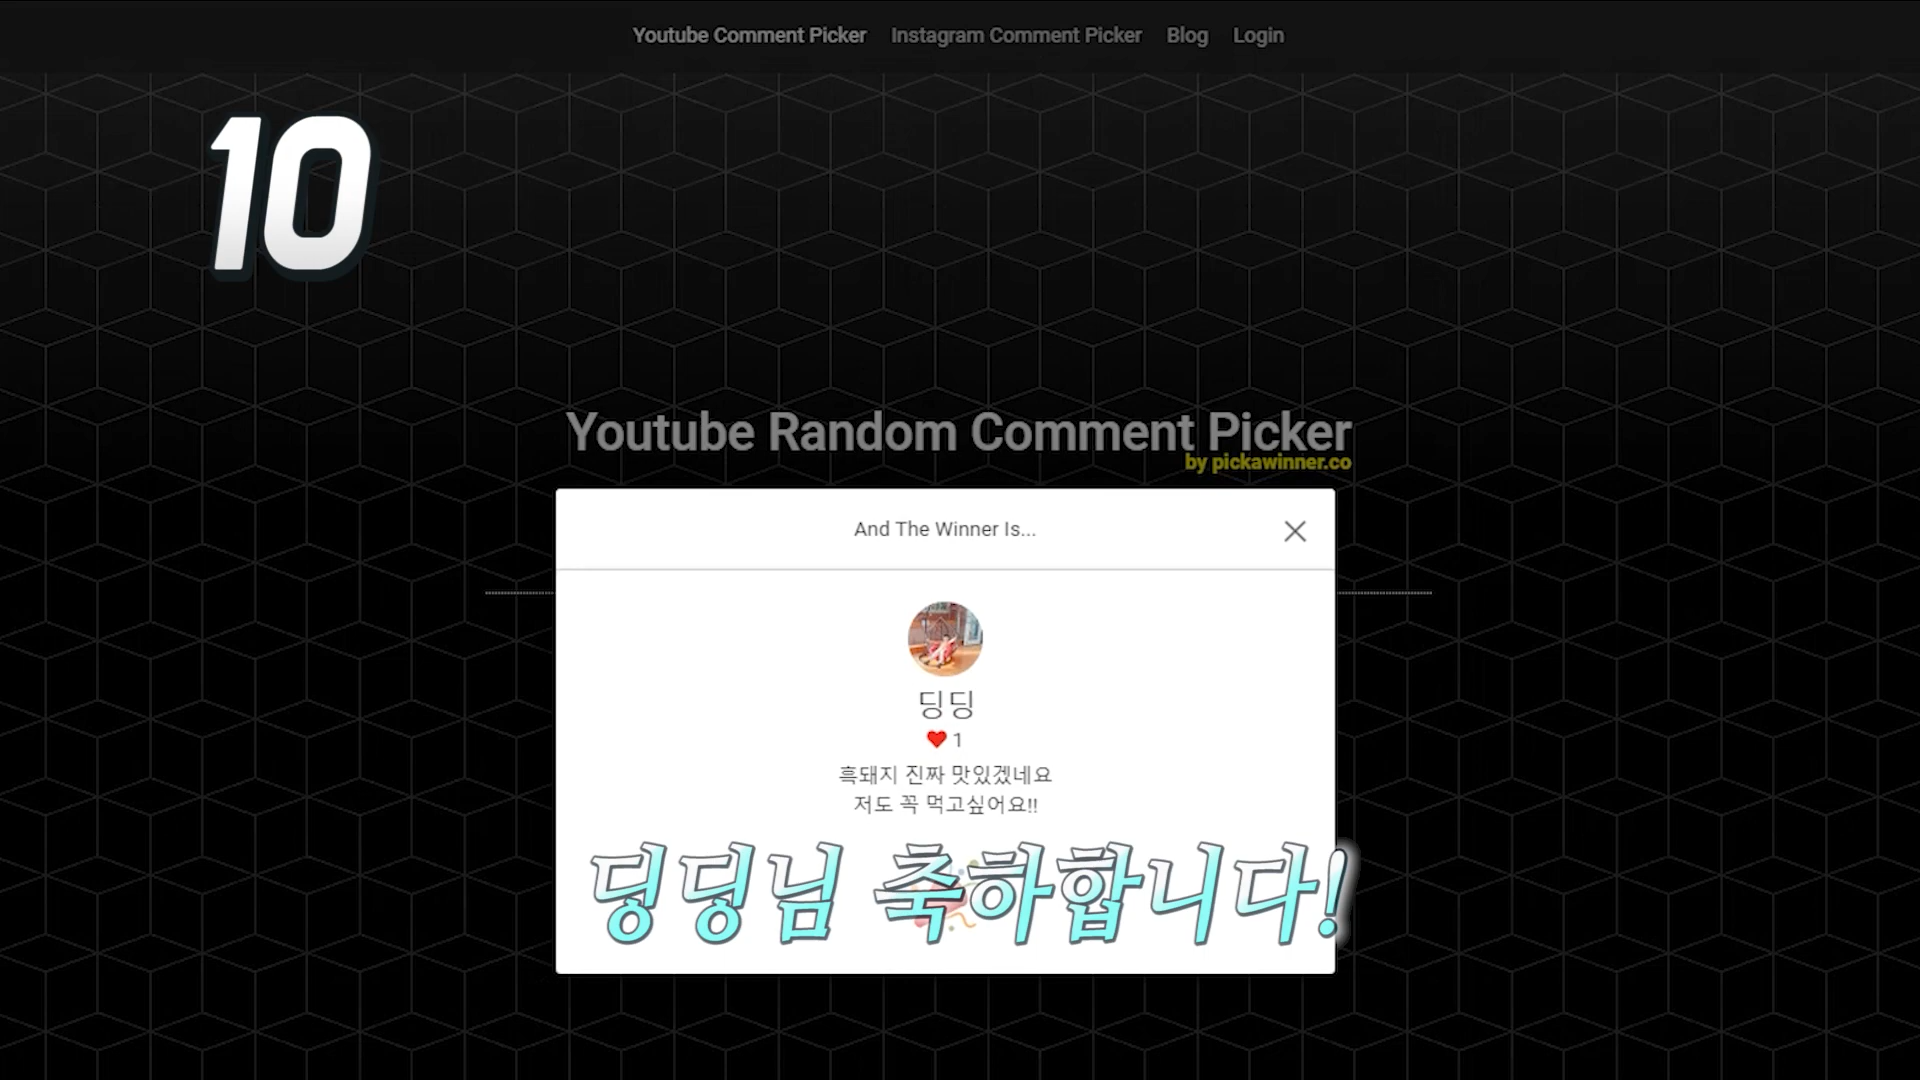 Youtube Comment Picker Instagram Comment Picker Blog Login
10
Youtube Random Comment Picker
by pickawinner.co
And The Winner Is...
딩딩
1
흑돼지 진짜 맛있겠네요
저도 꼭 먹고싶어요!!
딩딩님 축하합니다!